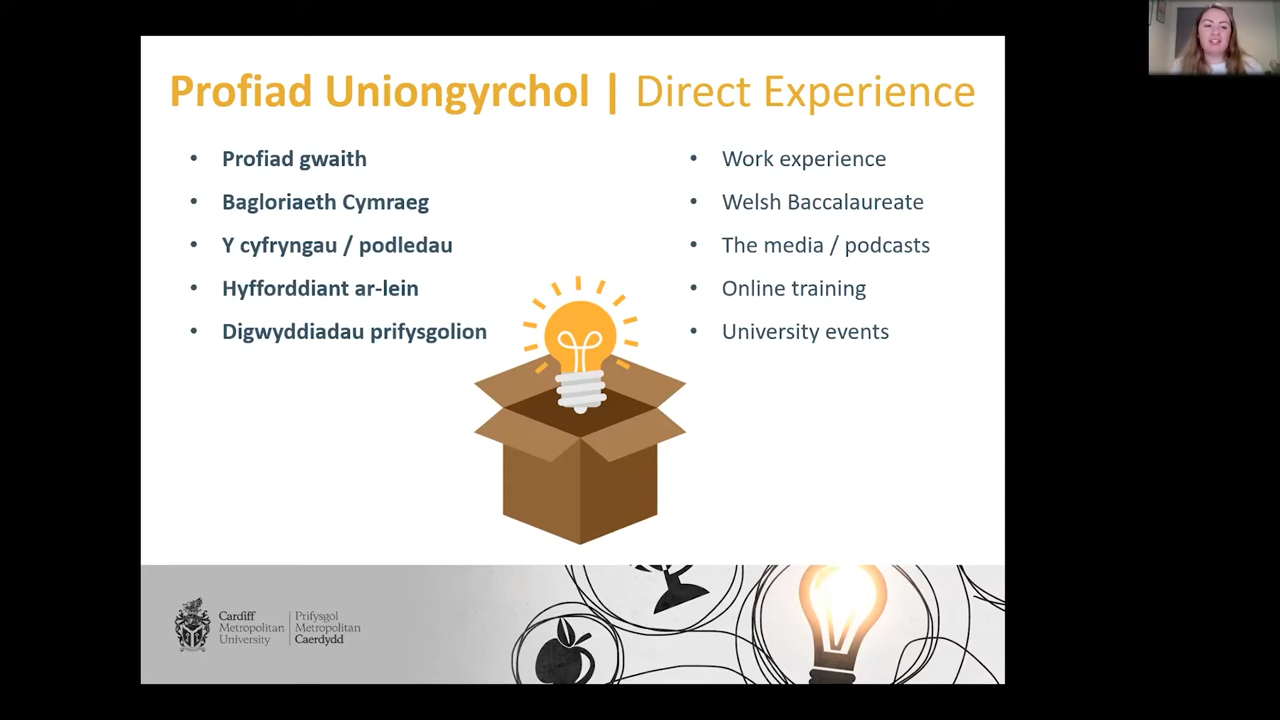 Profiad Uniongyrchol | Direct Experience
• Profiad gwaith
• Bagloriaeth Cymraeg
• Y cyfryngau / podledau
• Hyfforddiant ar-lein
• Digwyddiadau prifysgolion
• Work experience
• Welsh Baccalaureate
• The media / podcasts
• Online training
• University events
Cardiff
Metropolitan
University
Prifysgol
Metropolitan
Caerdydd